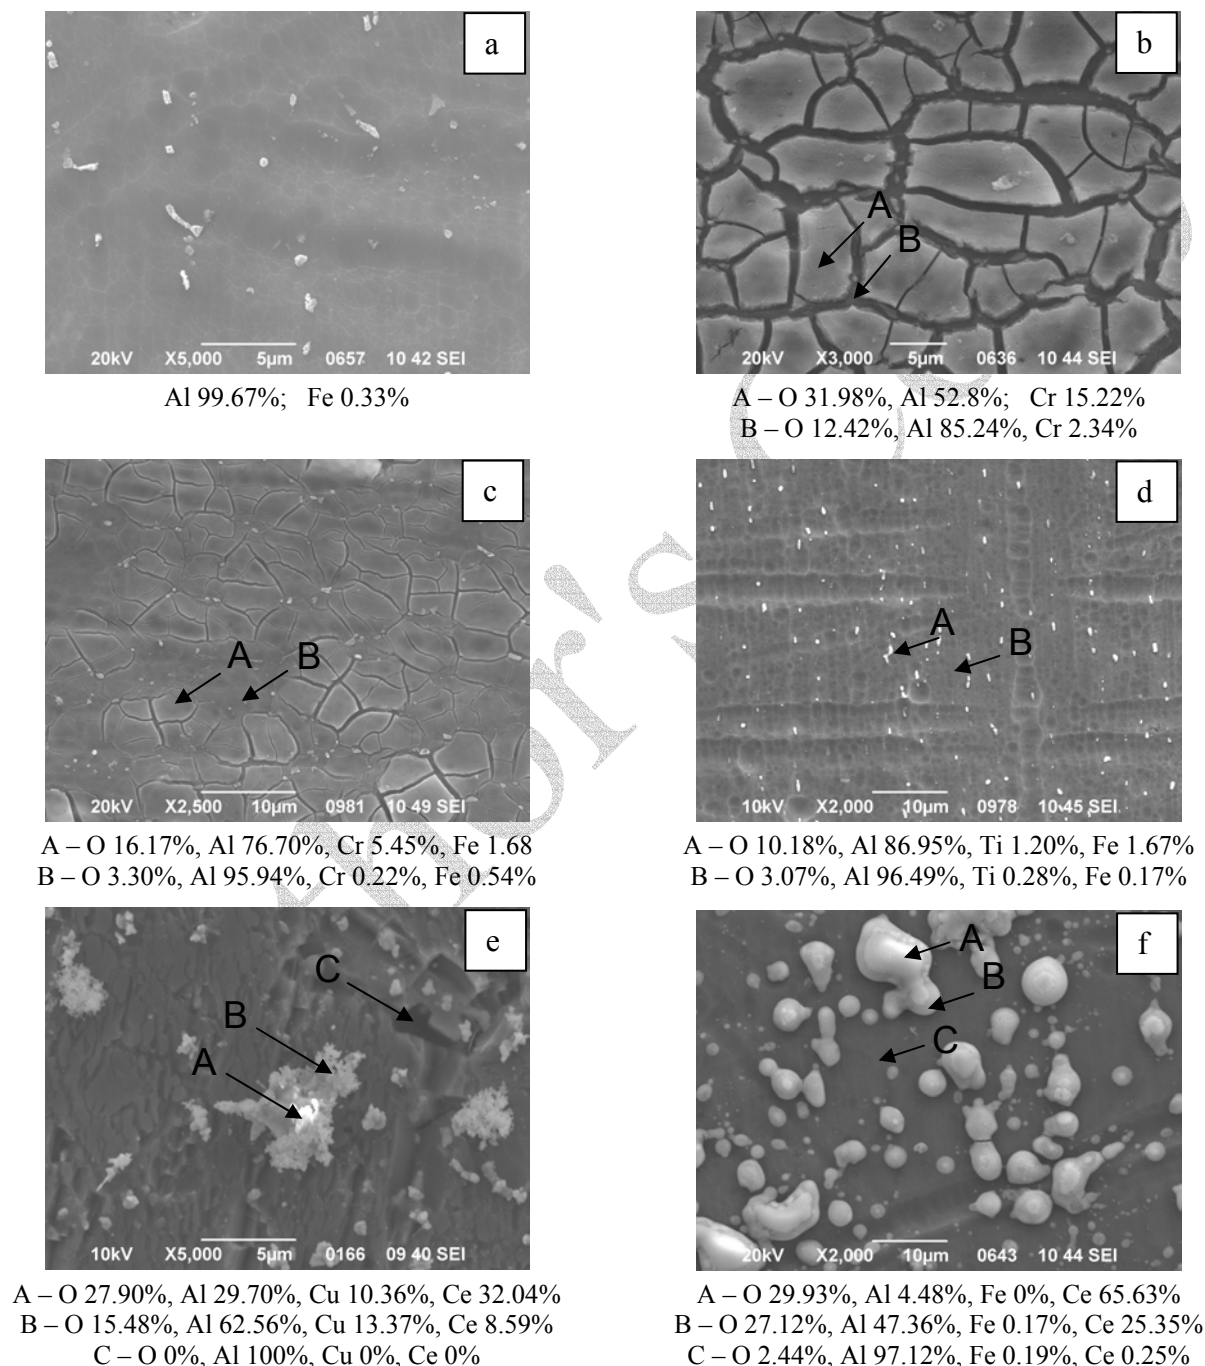 a
20kV X5,000 5µm 0657 10 42 SEI
Al 99.67%; Fe 0.33%
b
A
B
20kV X3,000 5µm 0636 10 44 SEI
A – O 31.98%, Al 52.8%; Cr 15.22%
B – O 12.42%, Al 85.24%, Cr 2.34%
c
A B
20kV X2,500 10µm 0981 10 49 SEI
A – O 16.17%, Al 76.70%, Cr 5.45%, Fe 1.68
B – O 3.30%, Al 95.94%, Cr 0.22%, Fe 0.54%
d
A
B
10kV X2,000 10µm 0978 10 45 SEI
A – O 10.18%, Al 86.95%, Ti 1.20%, Fe 1.67%
B – O 3.07%, Al 96.49%, Ti 0.28%, Fe 0.17%
e
C
B
A
10kV X5,000 5µm 0166 09 40 SEI
A – O 27.90%, Al 29.70%, Cu 10.36%, Ce 32.04%
B – O 15.48%, Al 62.56%, Cu 13.37%, Ce 8.59%
C – O 0%, Al 100%, Cu 0%, Ce 0%
f
A
B
C
20kV X2,000 10µm 0643 10 44 SEI
A – O 29.93%, Al 4.48%, Fe 0%, Ce 65.63%
B – O 27.12%, Al 47.36%, Fe 0.17%, Ce 25.35%
C – O 2.44%, Al 97.12%, Fe 0.19%, Ce 0.25%